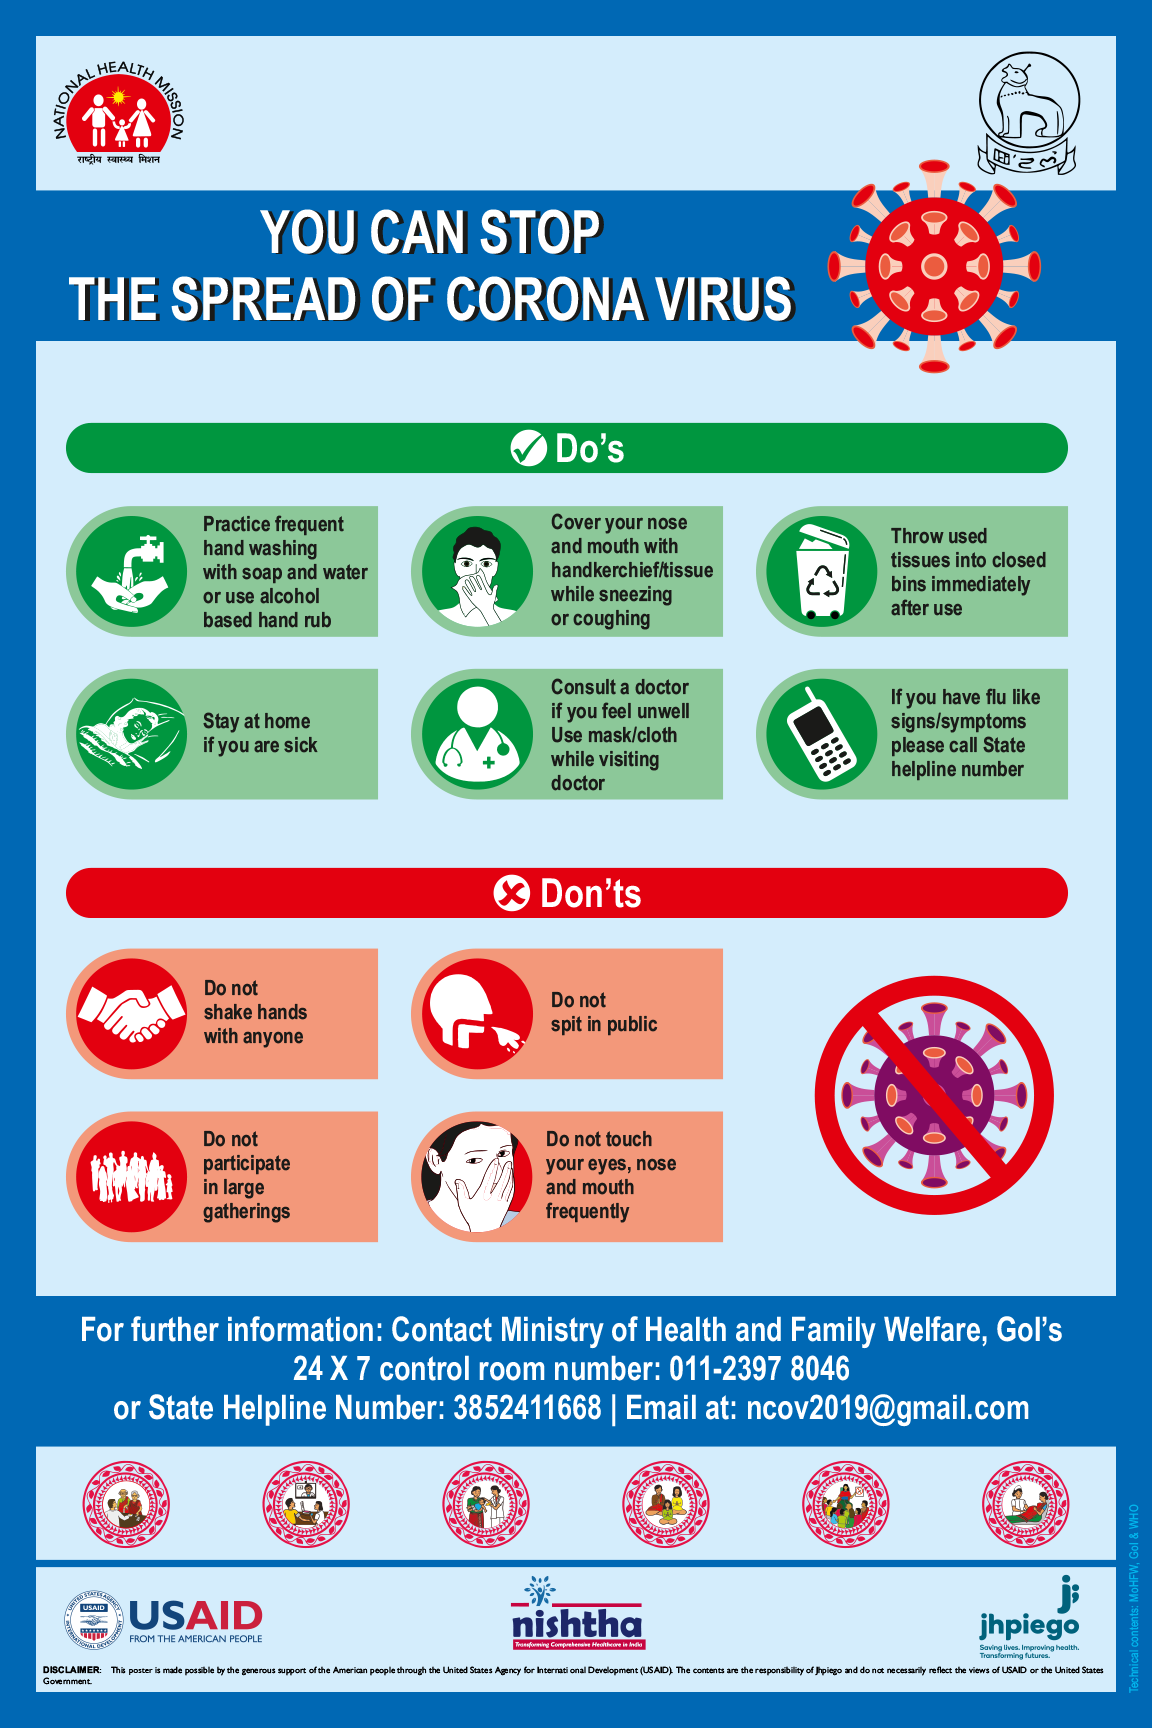 NATIONAL HEALTH MISSION
राष्ट्रीय स्वास्थ्य मिशन
YOU CAN STOP
THE SPREAD OF CORONA VIRUS
Do's
Practice frequent
hand washing
with soap and water
or use alcohol
based hand rub
Cover your nose
and mouth with
handkerchief/tissue
while sneezing
or coughing
Throw used
tissues into closed
bins immediately
after use
Stay at home
if you are sick
Consult a doctor
if you feel unwell
Use mask/cloth
while visiting
doctor
If you have flu like
signs/symptoms
please call State
helpline number
Don'ts
Do not
shake hands
with anyone
Do not
spit in public
Do not
participate
in large
gatherings
Do not touch
your eyes, nose
and mouth
frequently
For further information: Contact Ministry of Health and Family Welfare, GoI's
24 X 7 control room number: 011-2397 8046
or State Helpline Number: 3852411668 | Email at: ncov2019@gmail.com
UNITED STATES AGENCY
USAID
INTERNATIONAL DEVELOPMENT
USAID
FROM THE AMERICAN PEOPLE
nishtha
Transforming Comprehensive Healthcare in India
jhpiego
Saving lives. Improving health.
Transforming futures.
DISCLAIMER: This poster is made possible by the generous support of the American people through the United States Agency for Internati onal Development (USAID). The contents are the responsibility of Jhpiego and do not necessarily reflect the views of USAID or the United States
Government.
Technical contents: MoHFW, GoI & WHO